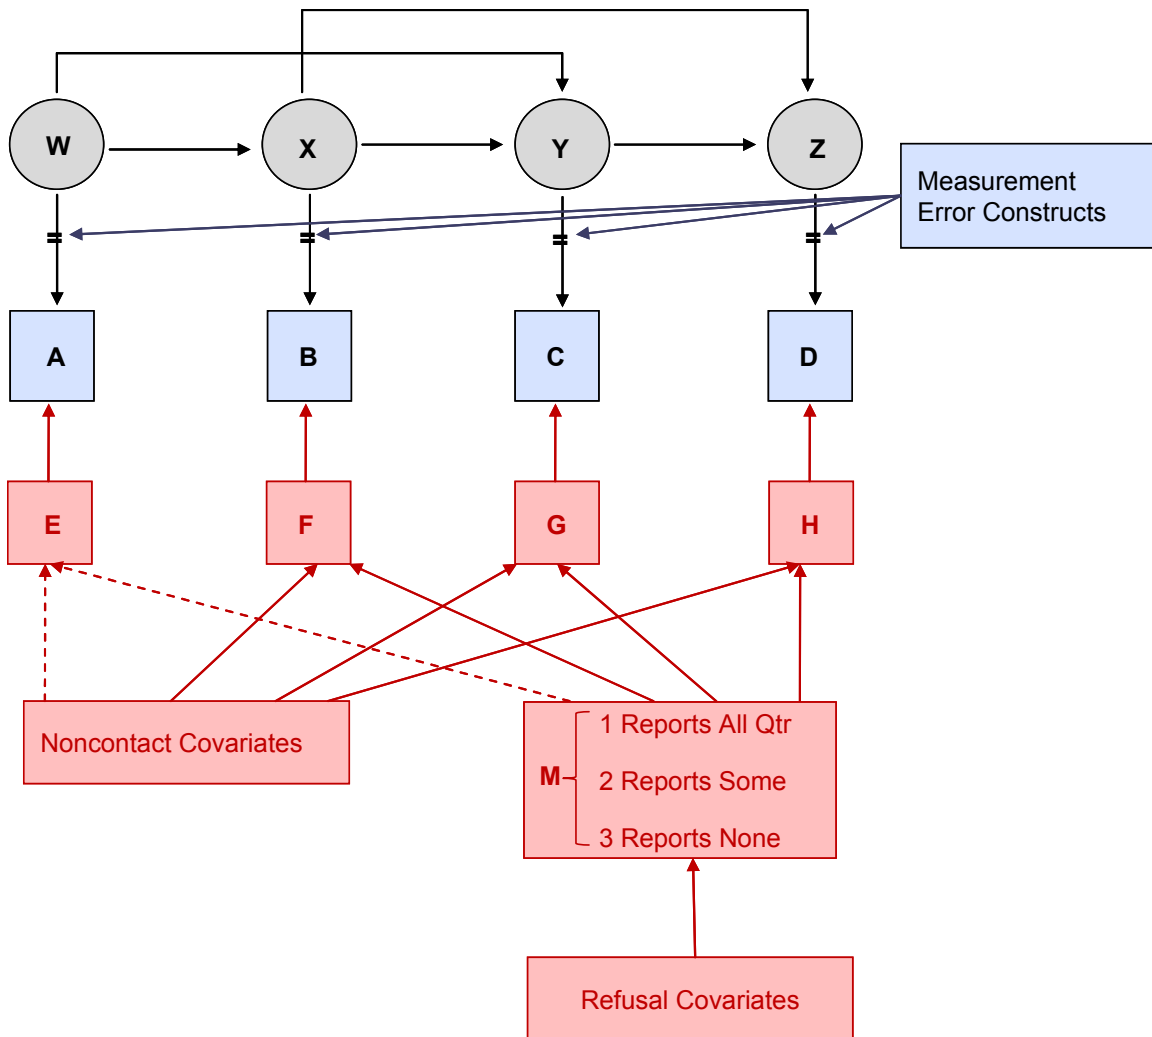 W
X
Y
Z
Measurement
Error Constructs
A
B
C
D
E
F
G
H
Noncontact Covariates
M
1 Reports All Qtr
2 Reports Some
3 Reports None
Refusal Covariates